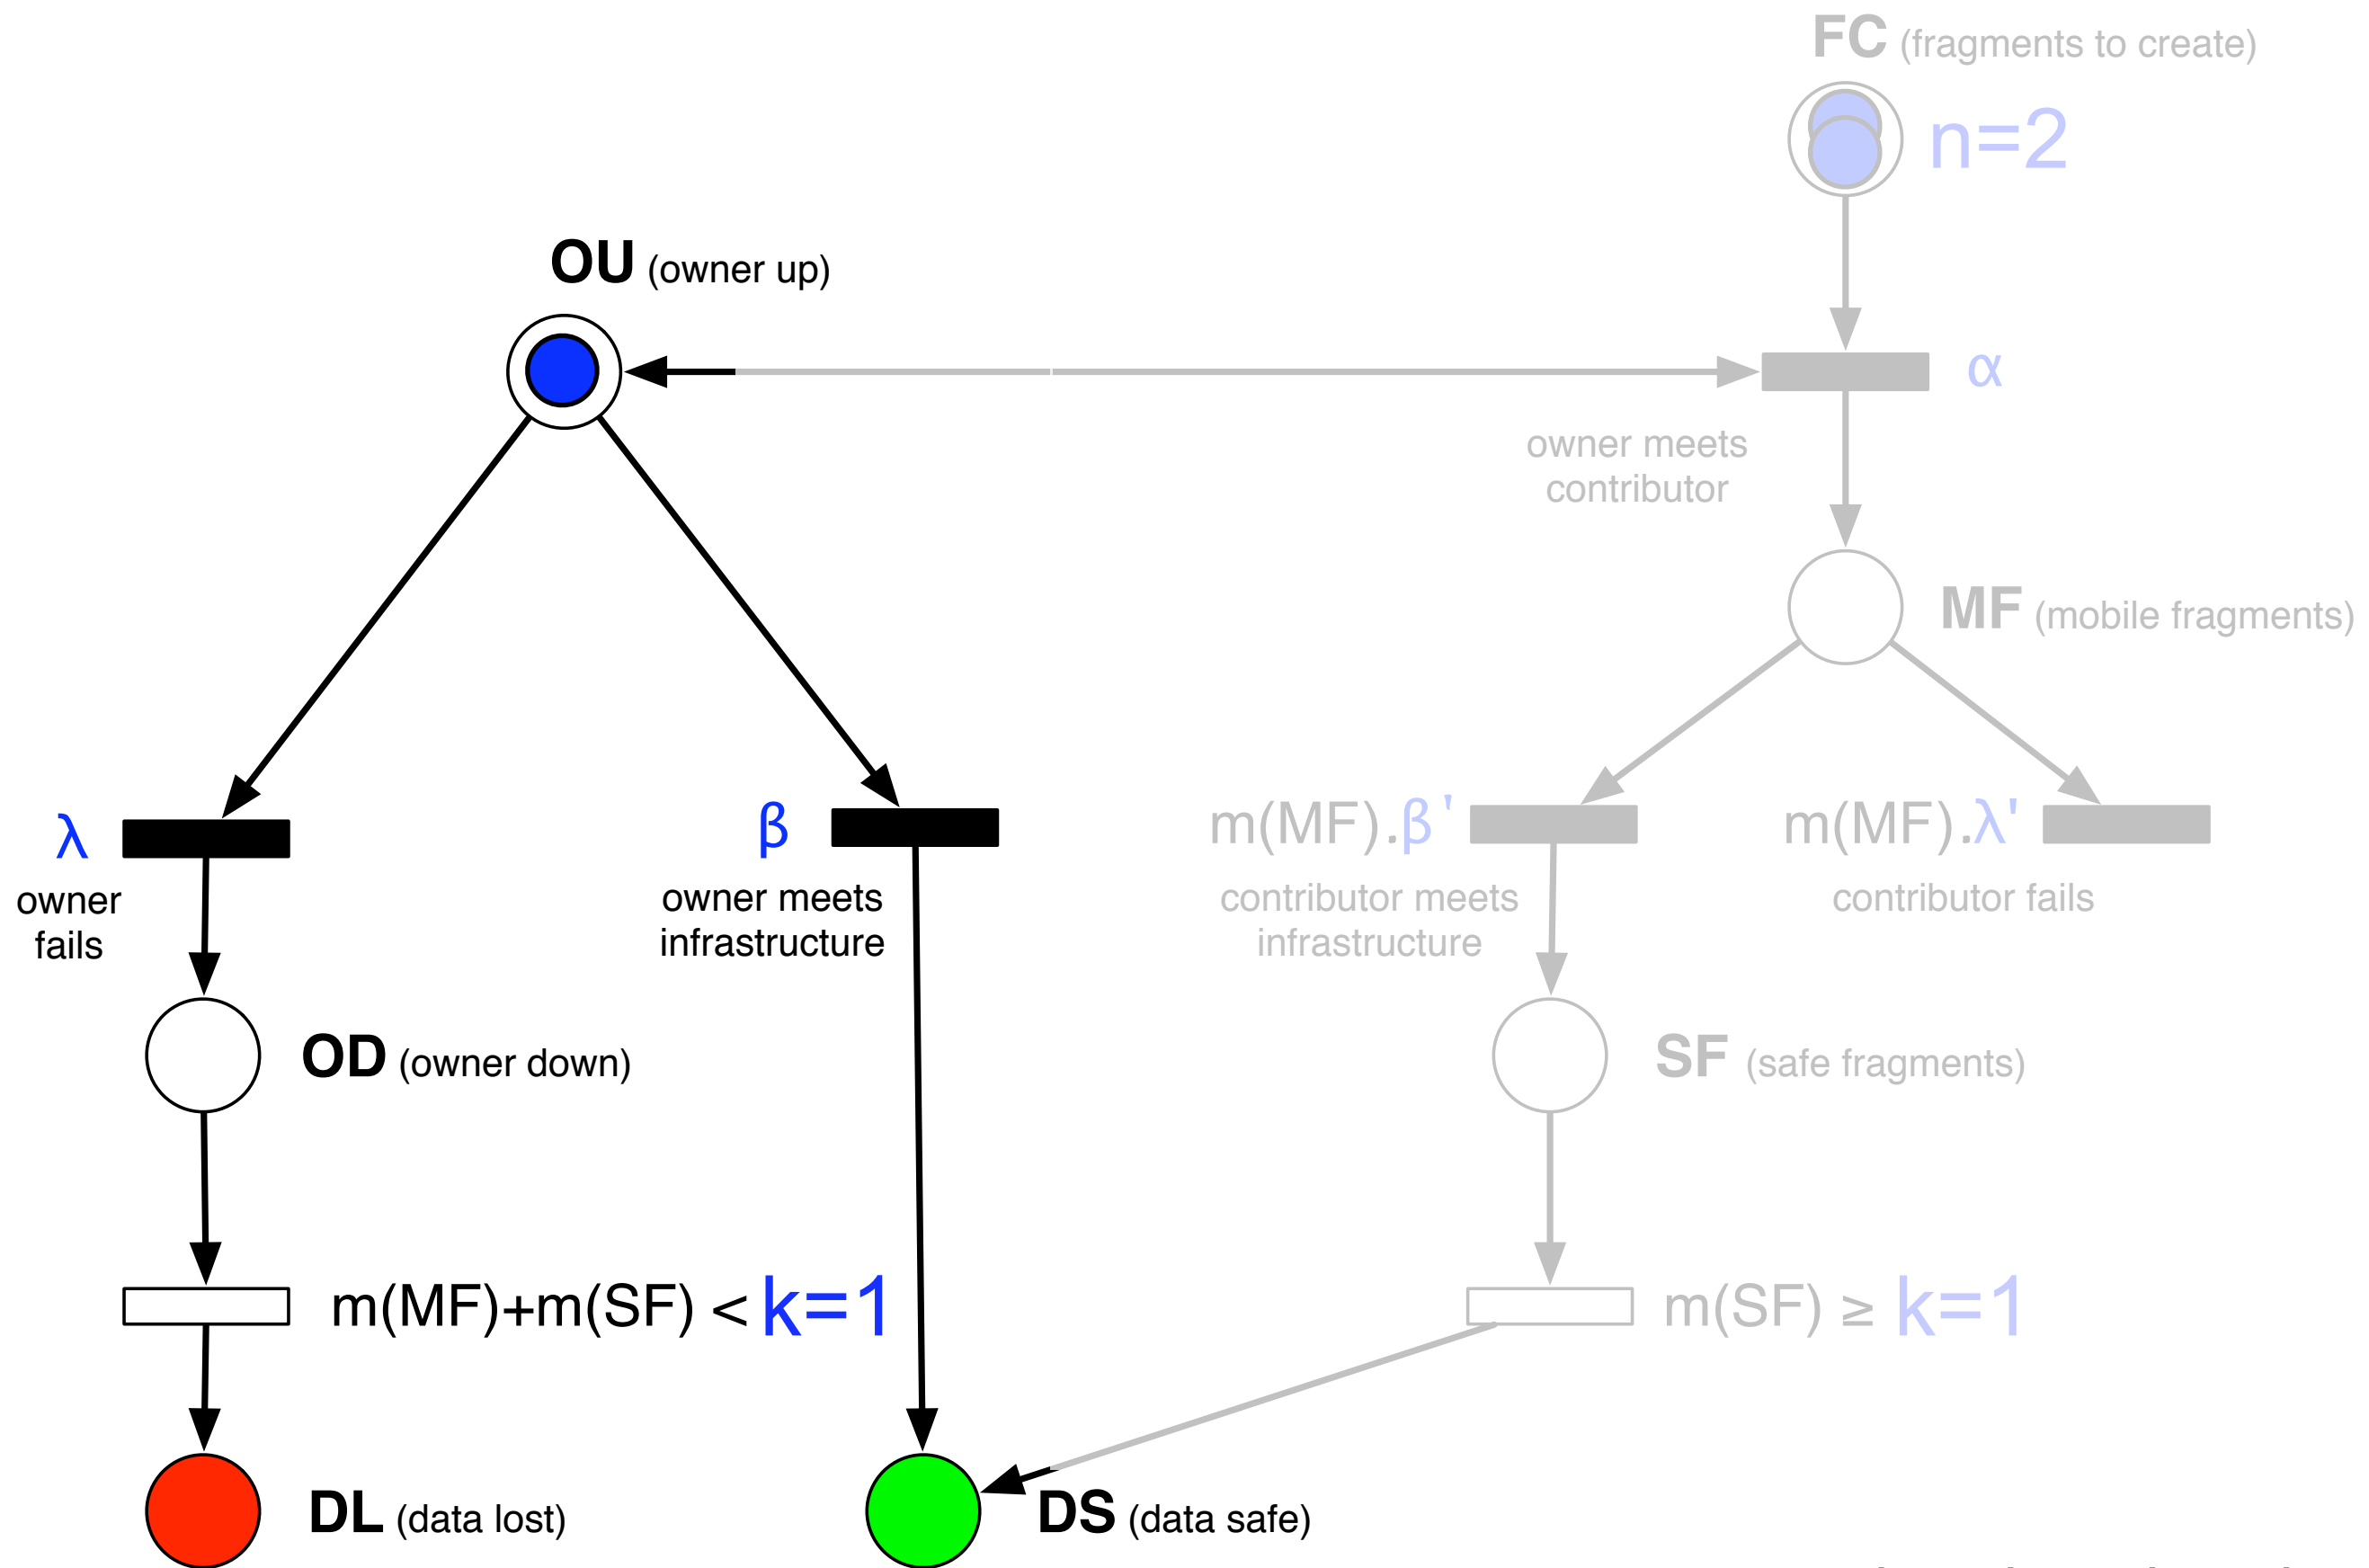 FC (fragments to create)
n=2
OU (owner up)
α
owner meets
contributor
MF (mobile fragments)
λ
owner
fails
β
owner meets
infrastructure
m(MF).β'
contributor meets
infrastructure
m(MF).λ'
contributor fails
OD (owner down)
SF (safe fragments)
m(MF)+m(SF) < k=1
m(SF) ≥ k=1
DL (data lost)
DS (data safe)